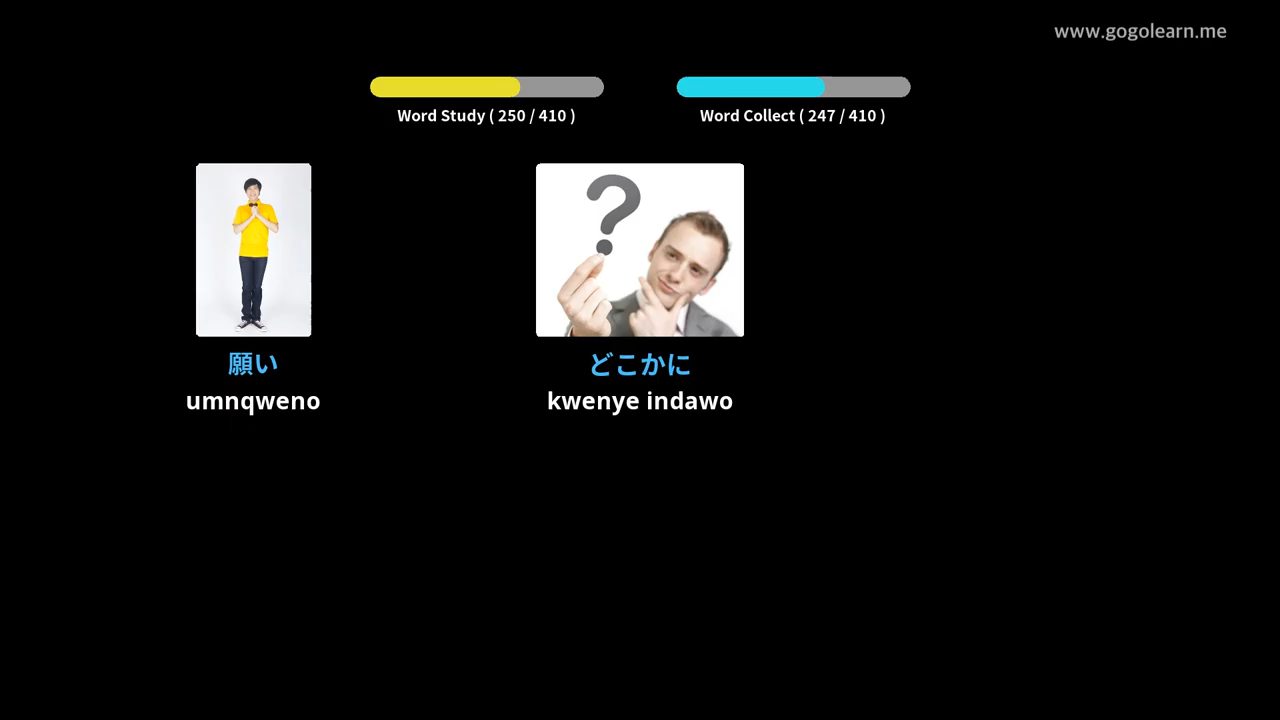 www.gogolearn.me
Word Study ( 250 / 410 )
Word Collect ( 247 / 410 )
願い
umnqweno
どこかに
kwenye indawo